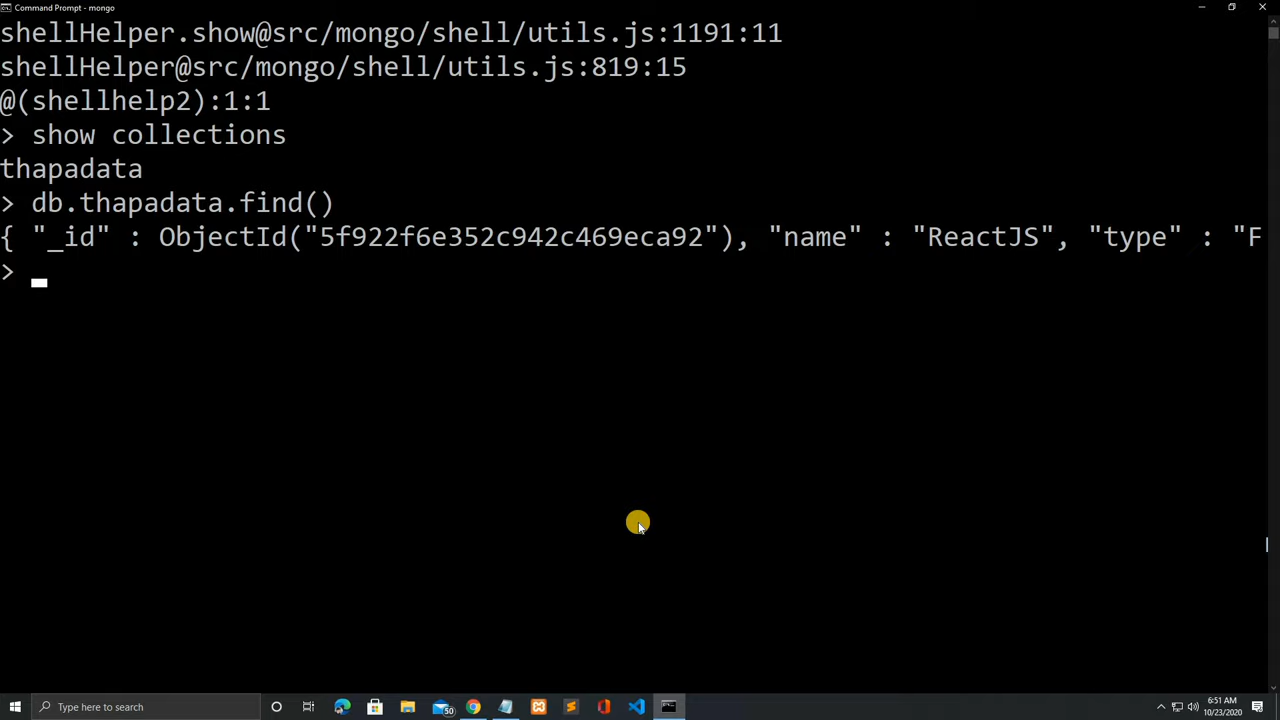 Command Prompt - mongo
shellHelper.show@src/mongo/shell/utils.js:1191:11
shellHelper@src/mongo/shell/utils.js:819:15
@(shellhelp2):1:1
> show collections
thapadata
> db.thapadata.find()
{ "_id" : ObjectId("5f922f6e352c942c469eca92"), "name" : "ReactJS", "type" : "F
>
Type here to search
50
6:51 AM
10/23/2020